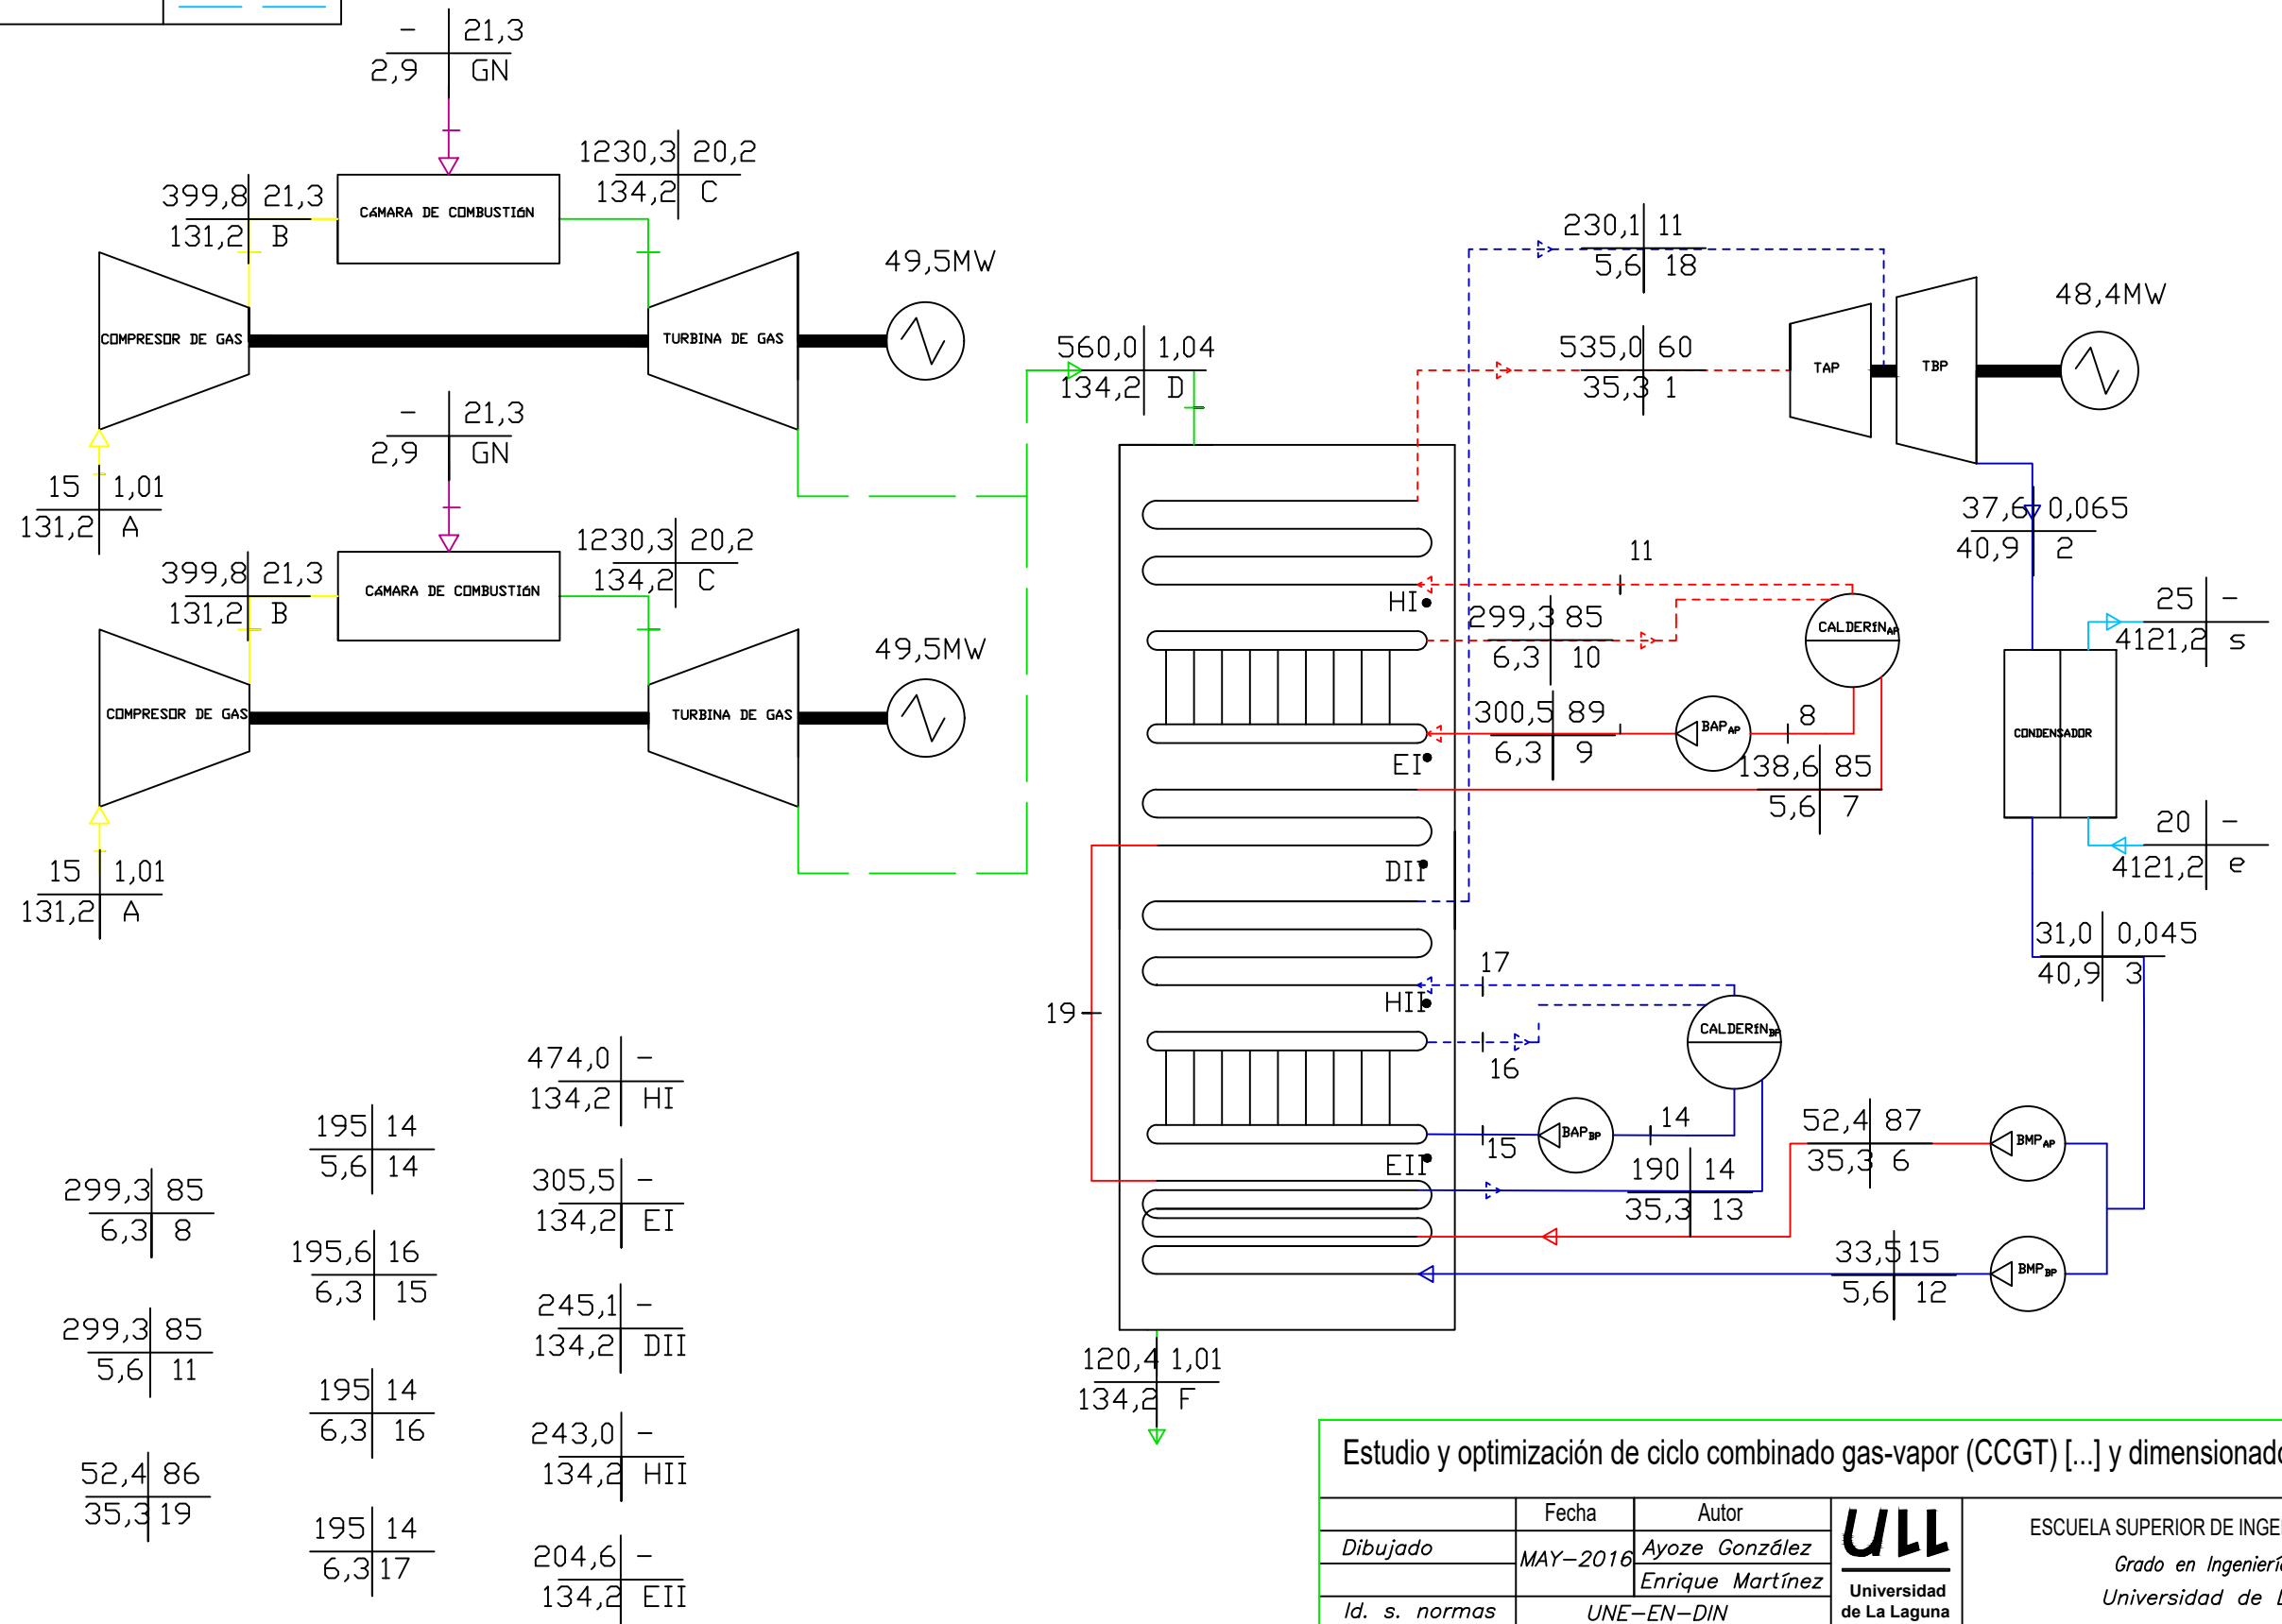 - 21,3
2,9 GN
1230,3 20,2
134,2 C
399,8 21,3
131,2 B
CáMARA DE COMBUSTIóN
49,5MW
COMPRESOR DE GAS
TURBINA DE GAS
15 1,01
131,2 A
- 21,3
2,9 GN
1230,3 20,2
134,2 C
399,8 21,3
131,2 B
CáMARA DE COMBUSTIóN
49,5MW
COMPRESOR DE GAS
TURBINA DE GAS
15 1,01
131,2 A
560,0 1,04
134,2 D
230,1 11
5,6 18
535,0 60
35,3 1
TAP
TBP
48,4MW
37,6 0,065
40,9 2
11
HI
299,3 85
6,3 10
CALDERíN AP
25 -
4121,2 s
300,5 89
6,3 9
BAP AP
8
EI
138,6 85
5,6 7
CONDENSADOR
20 -
4121,2 e
DII
31,0 0,045
40,9 3
17
HII
19
16
CALDERíN BP
15
BAP BP
14
EII
190 14
35,3 13
52,4 87
35,3 6
BMP AP
33,5 15
5,6 12
BMP BP
120,4 1,01
134,2 F
474,0 -
134,2 HI
195 14
5,6 14
305,5 -
134,2 EI
299,3 85
6,3 8
195,6 16
6,3 15
245,1 -
134,2 DII
299,3 85
5,6 11
195 14
6,3 16
243,0 -
134,2 HII
52,4 86
35,3 19
195 14
6,3 17
204,6 -
134,2 EII
Estudio y optimización de ciclo combinado gas-vapor (CCGT) [...] y dimensionado
Fecha Autor
Dibujado MAY-2016 Ayoze González
Enrique Martínez
Id. s. normas UNE-EN-DIN
ULL
Universidad
de La Laguna
ESCUELA SUPERIOR DE INGE
Grado en Ingenierí
Universidad de L